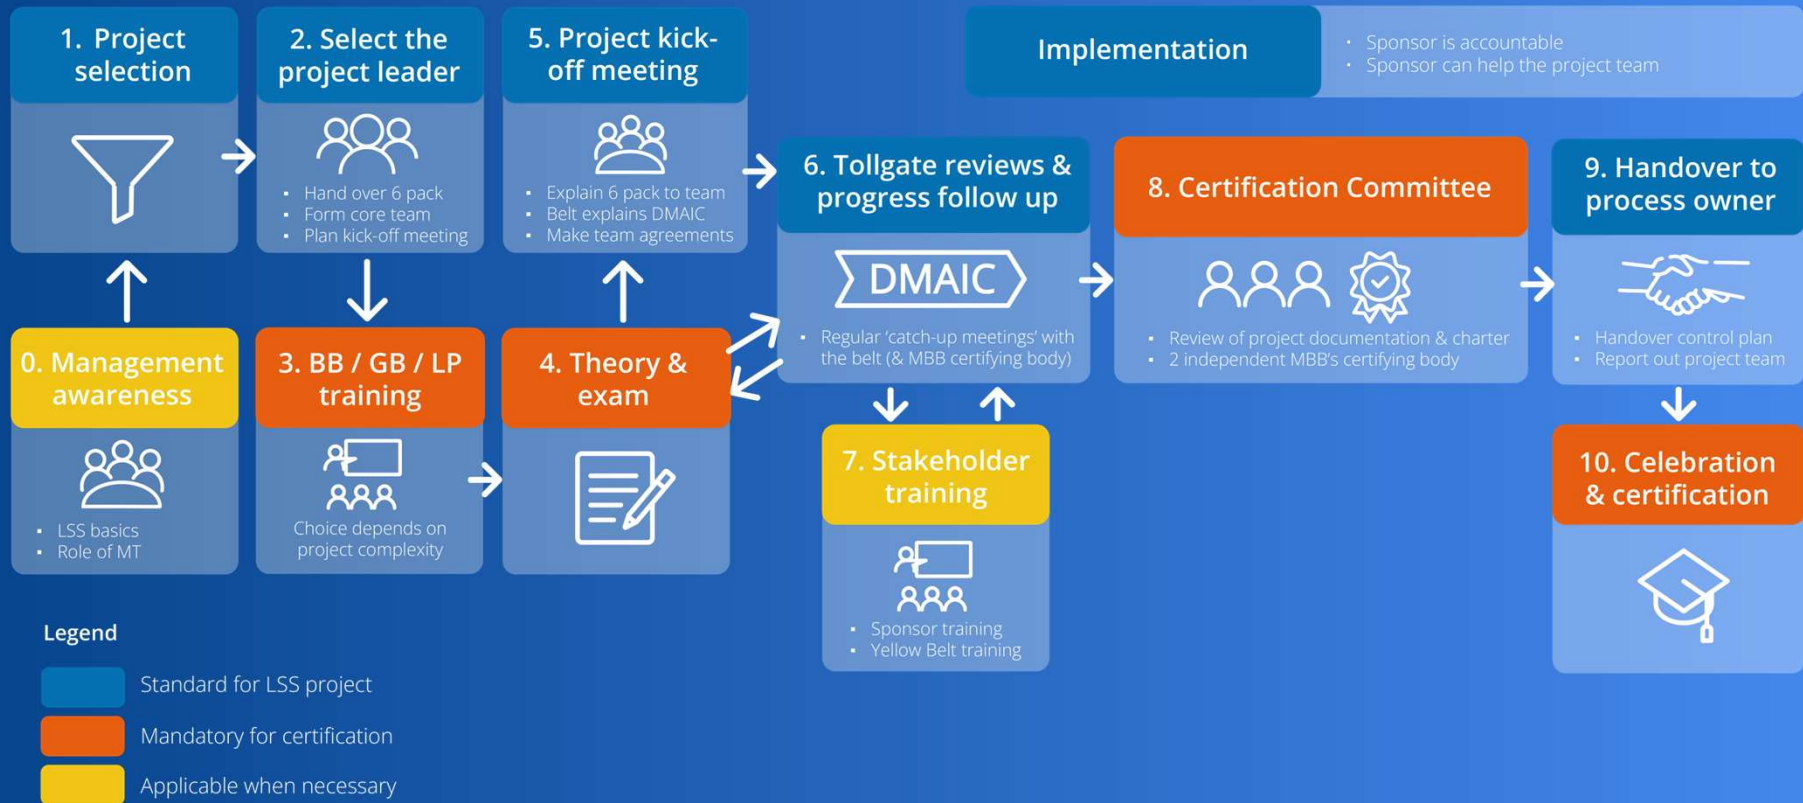 1. Project
selection
2. Select the
project leader
▪ Hand over 6 pack
▪ Form core team
▪ Plan kick-off meeting
5. Project kick-
off meeting
▪ Explain 6 pack to team
▪ Belt explains DMAIC
▪ Make team agreements
Implementation
• Sponsor is accountable
• Sponsor can help the project team
6. Tollgate reviews &
progress follow up
DMAIC
▪ Regular ‘catch-up meetings’ with
the belt (& MBB certifying body)
8. Certification Committee
▪ Review of project documentation & charter
▪ 2 independent MBB's certifying body
9. Handover to
process owner
▪ Handover control plan
▪ Report out project team
0. Management
awareness
▪ LSS basics
▪ Role of MT
3. BB / GB / LP
training
Choice depends on
project complexity
4. Theory &
exam
7. Stakeholder
training
▪ Sponsor training
▪ Yellow Belt training
10. Celebration
& certification
Legend
Standard for LSS project
Mandatory for certification
Applicable when necessary